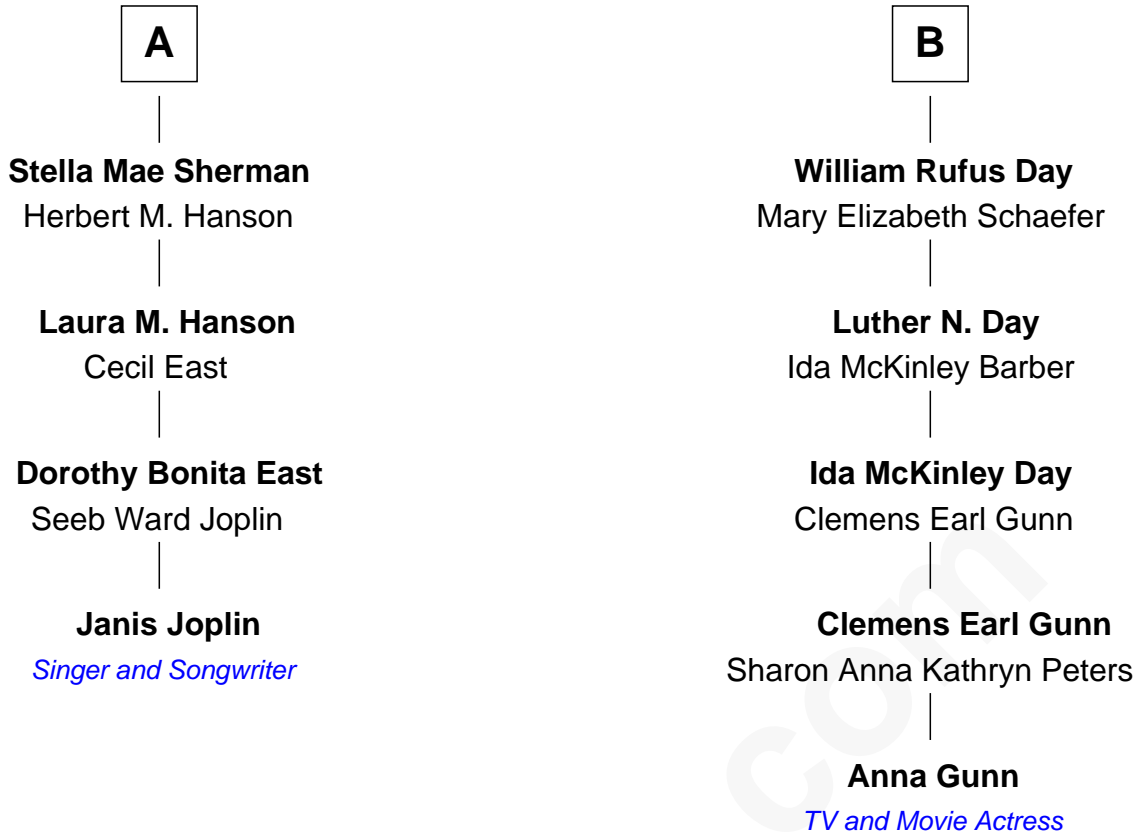 A
Stella Mae Sherman
Herbert M. Hanson
Laura M. Hanson
Cecil East
Dorothy Bonita East
Seeb Ward Joplin
Janis Joplin
Singer and Songwriter
B
William Rufus Day
Mary Elizabeth Schaefer
Luther N. Day
Ida McKinley Barber
Ida McKinley Day
Clemens Earl Gunn
Clemens Earl Gunn
Sharon Anna Kathryn Peters
Anna Gunn
TV and Movie Actress
com